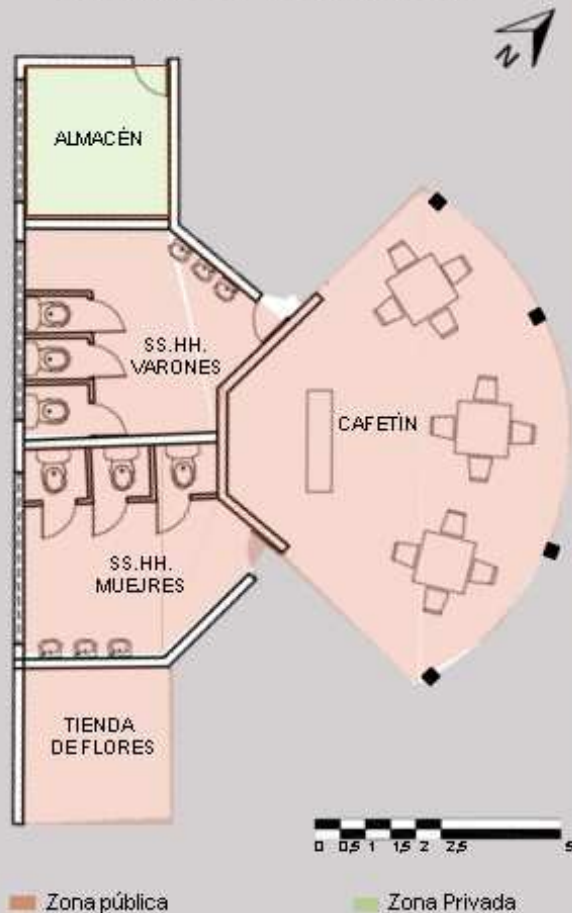 N
ALMACÉN
SS.HH.
VARONES
CAFETÍN
SS.HH.
MUEJRES
TIENDA
DE FLORES
0 0,5 1 1,5 2 2,5 5
Zona pública
Zona Privada